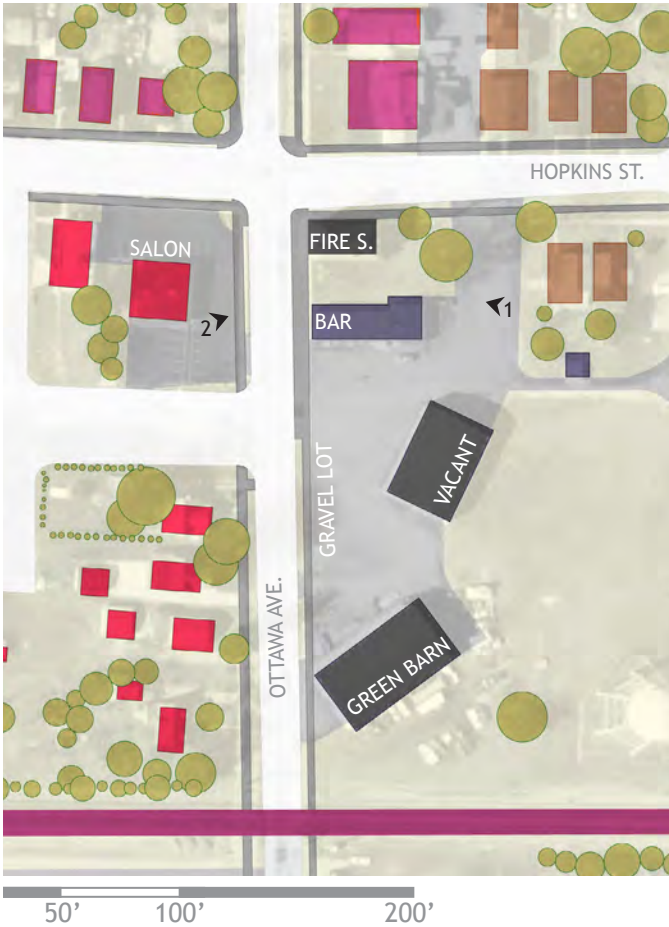 HOPKINS ST.
SALON
FIRE S.
2
BAR
1
VACANT
GRAVEL LOT
OTTAWA AVE.
GREEN BARN
50’ 100’ 200’